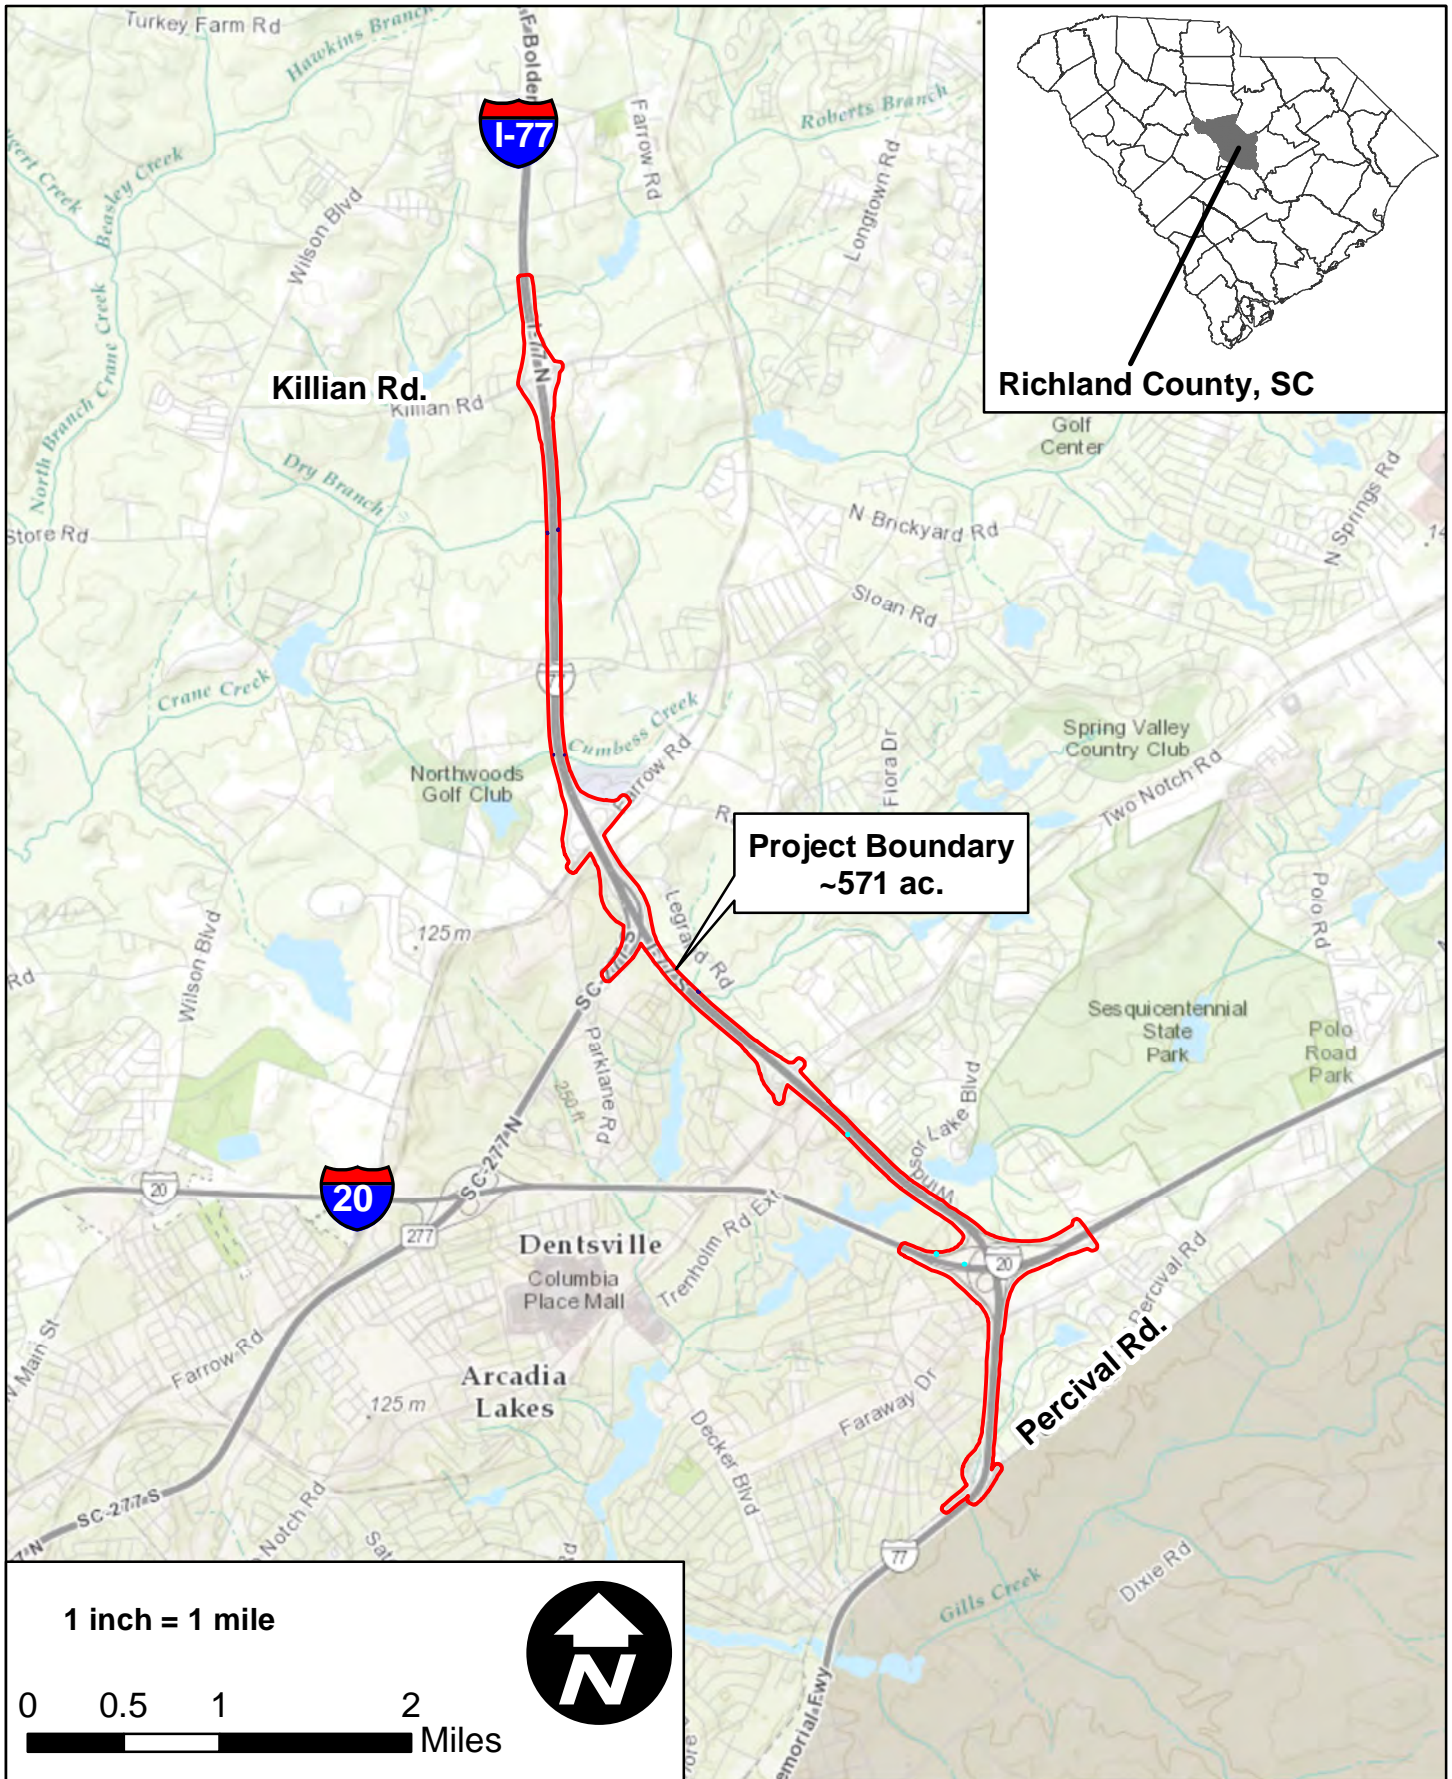 Turkey Farm Rd
Hawkins Branch
Bolden
I-77
Farrow Rd
Roberts Branch
Longtown Rd
Beasley Creek
Creek
Wilson Blvd
North Branch Crane Creek
I-77 N
Killian Rd.
Killian Rd
Richland County, SC
Golf
Center
Dry Branch
Store Rd
N Brickyard Rd
N Springs Rd
Sloan Rd
77
Crane Creek
Cumbess Creek
Farrow Rd
Northwoods
Golf Club
Fiora Dr
Spring Valley
Country Club
Two Notch Rd
Project Boundary
~571 ac.
Legrand Rd
Polo Rd
125 m
Wilson Blvd
Rd
I-77 S
Parklane Rd
250 ft
Sesquicentennial
State
Park
Polo
Road
Park
SC-277 N
Windsor Lake Blvd
20
20
277
20
Dentsville
Columbia
Place Mall
Trenholm Rd Ext
Percival Rd
Percival Rd.
N Main St
Farrow Rd
125 m
Arcadia
Lakes
Faraway Dr
Decker Blvd
SC-277 S
Notch Rd
77
Gills Creek
Dixie Rd
1 inch = 1 mile
N
0 0.5 1 2
Miles